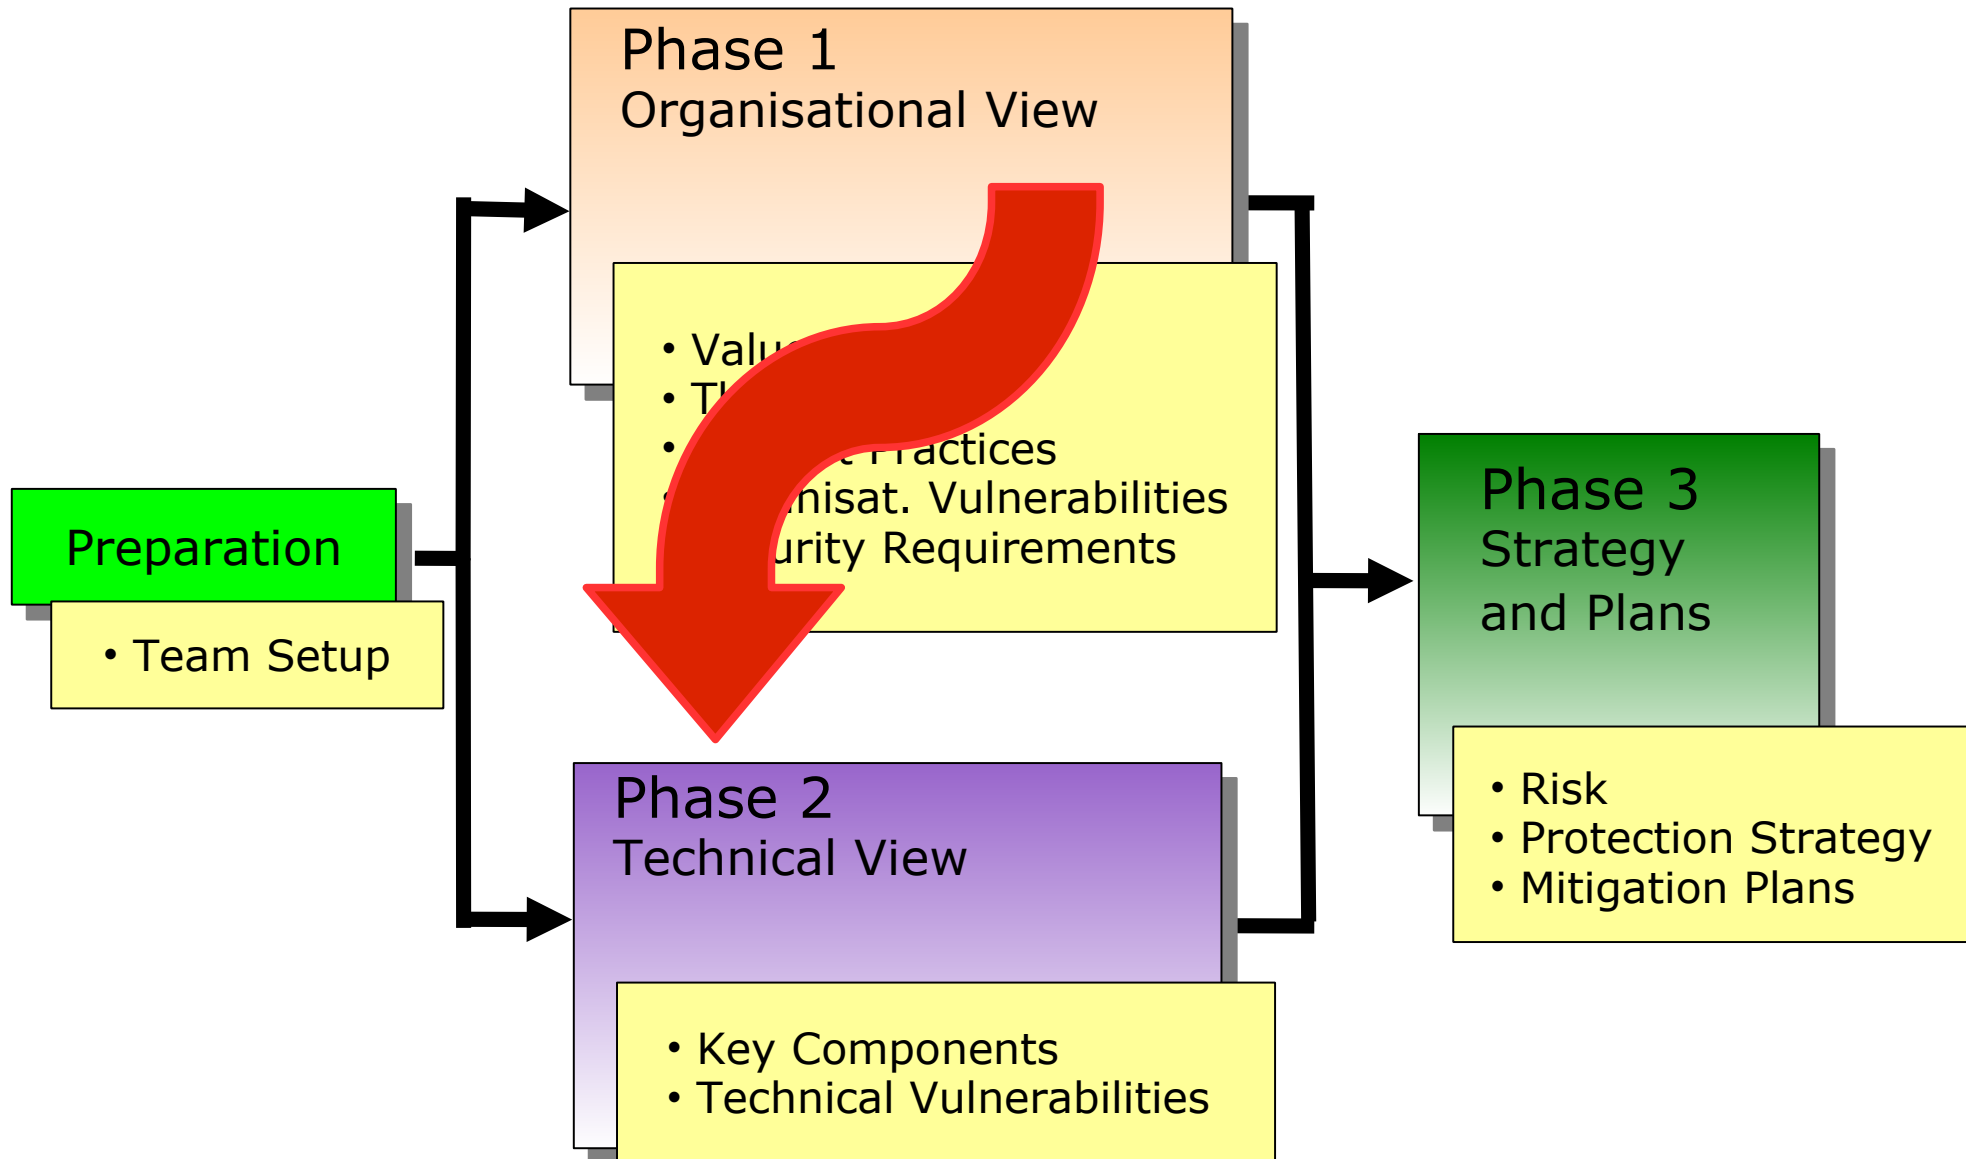 Phase 1
Organisational View
• Valu
• Th
• t Practices
• nisat. Vulnerabilities
urity Requirements
Preparation
• Team Setup
Phase 2
Technical View
• Key Components
• Technical Vulnerabilities
Phase 3
Strategy
and Plans
• Risk
• Protection Strategy
• Mitigation Plans